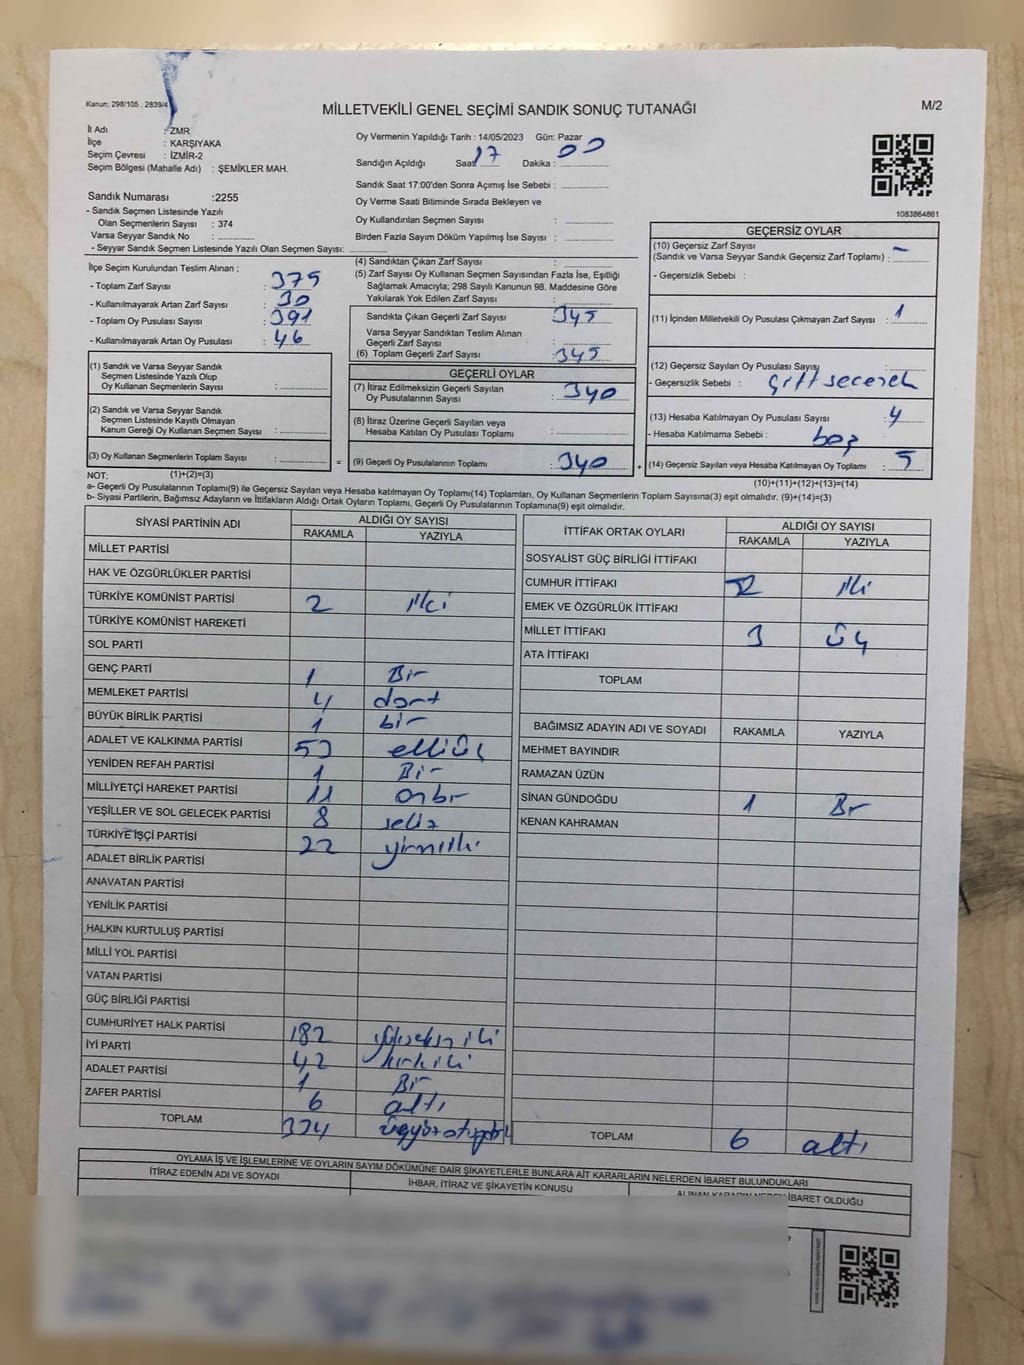 Kanun: 298/105 , 2839/4
MİLLETVEKİLİ GENEL SEÇİMİ SANDIK SONUÇ TUTANAĞI
M/2
İl Adı : ZMR
İlçe : KARŞIYAKA
Seçim Çevresi : İZMİR-2
Seçim Bölgesi (Mahalle Adı) : ŞEMİKLER MAH.
Oy Vermenin Yapıldığı Tarih : 14/05/2023 Gün: Pazar
Sandığın Açıldığı Saat 17 Dakika : 00
Sandık Saat 17:00'den Sonra Açımış İse Sebebi :
Oy Verme Saati Bitiminde Sırada Bekleyen ve
Oy Kullandırılan Seçmen Sayısı :
Birden Fazla Sayım Döküm Yapılmış İse Sayısı :
1083864861
Sandık Numarası :2255
- Sandık Seçmen Listesinde Yazılı
Olan Seçmenlerin Sayısı : 374
Varsa Seyyar Sandık No :
- Seyyar Sandık Seçmen Listesinde Yazılı Olan Seçmen Sayısı:
İlçe Seçim Kurulundan Teslim Alınan ;
- Toplam Zarf Sayısı : 375
- Kullanılmayarak Artan Zarf Sayısı : 30
- Toplam Oy Pusulası Sayısı : 391
- Kullanılmayarak Artan Oy Pusulası : 46
(1) Sandık ve Varsa Seyyar Sandık
Seçmen Listesinde Yazılı Olup
Oy Kullanan Seçmenlerin Sayısı :
(2) Sandık ve Varsa Seyyar Sandık
Seçmen Listesinde Kayıtlı Olmayan
Kanun Gereği Oy Kullanan Seçmen Sayısı :
(3) Oy Kullanan Seçmenlerin Toplam Sayısı :
(4) Sandıktan Çıkan Zarf Sayısı :
(5) Zarf Sayısı Oy Kullanan Seçmen Sayısından Fazla İse, Eşitliği
Sağlamak Amacıyla; 298 Sayılı Kanunun 98. Maddesine Göre
Yakılarak Yok Edilen Zarf Sayısı :
Sandıkta Çıkan Geçerli Zarf Sayısı : 345
Varsa Seyyar Sandıktan Teslim Alınan
Geçerli Zarf Sayısı :
(6) Toplam Geçerli Zarf Sayısı : 345
GEÇERLİ OYLAR
(7) İtiraz Edilmeksizin Geçerli Sayılan
Oy Pusulalarının Sayısı : 340
(8) İtiraz Üzerine Geçerli Sayılan veya
Hesaba Katılan Oy Pusulası Toplamı :
= (9) Geçerli Oy Pusulalarının Toplamı : 340 +
GEÇERSİZ OYLAR
(10) Geçersiz Zarf Sayısı
(Sandık ve Varsa Seyyar Sandık Geçersiz Zarf Toplamı) : -
- Geçersizlik Sebebi :
(11) İçinden Milletvekili Oy Pusulası Çıkmayan Zarf Sayısı : 1
(12) Geçersiz Sayılan Oy Pusulası Sayısı :
- Geçersizlik Sebebi : Çift secerek
(13) Hesaba Katılmayan Oy Pusulası Sayısı : 4
- Hesaba Katılmama Sebebi : boş
(14) Geçersiz Sayılan veya Hesaba Katılmayan Oy Toplamı : 5
NOT: (1)+(2)=(3)
(10)+(11)+(12)+(13)=(14)
a- Geçerli Oy Pusulalarının Toplamı(9) ile Geçersiz Sayılan veya Hesaba katılmayan Oy Toplamı(14) Toplamları, Oy Kullanan Seçmenlerin Toplam Sayısına(3) eşit olmalıdır. (9)+(14)=(3)
b- Siyasi Partilerin, Bağımsız Adayların ve İttifakların Aldığı Ortak Oyların Toplamı, Geçerli Oy Pusulalarının Toplamına(9) eşit olmalıdır.
SİYASİ PARTİNİN ADI ALDIĞI OY SAYISI
RAKAMLA YAZIYLA
MİLLET PARTİSİ
HAK VE ÖZGÜRLÜKLER PARTİSİ
TÜRKİYE KOMÜNİST PARTİSİ 2 iki
TÜRKİYE KOMÜNİST HAREKETİ
SOL PARTİ
GENÇ PARTİ 1 Bir
MEMLEKET PARTİSİ 4 dört
BÜYÜK BİRLİK PARTİSİ 1 bir
ADALET VE KALKINMA PARTİSİ 53 elliüç
YENİDEN REFAH PARTİSİ 1 Bir
MİLLİYETÇİ HAREKET PARTİSİ 11 onbr
YEŞİLLER VE SOL GELECEK PARTİSİ 8 sekiz
TÜRKİYE İŞÇİ PARTİSİ 22 yirmiiki
ADALET BİRLİK PARTİSİ
ANAVATAN PARTİSİ
YENİLİK PARTİSİ
HALKIN KURTULUŞ PARTİSİ
MİLLİ YOL PARTİSİ
VATAN PARTİSİ
GÜÇ BİRLİĞİ PARTİSİ
CUMHURİYET HALK PARTİSİ 182 yüzseksniki
İYİ PARTİ 42 kırkiki
ADALET PARTİSİ 1 Bir
ZAFER PARTİSİ 6 altı
TOPLAM 334
İTTİFAK ORTAK OYLARI ALDIĞI OY SAYISI
RAKAMLA YAZIYLA
SOSYALİST GÜÇ BİRLİĞİ İTTİFAKI
CUMHUR İTTİFAKI 2 iki
EMEK VE ÖZGÜRLÜK İTTİFAKI
MİLLET İTTİFAKI 3 üç
ATA İTTİFAKI
TOPLAM
BAĞIMSIZ ADAYIN ADI VE SOYADI RAKAMLA YAZIYLA
MEHMET BAYINDIR
RAMAZAN ÜZÜN
SİNAN GÜNDOĞDU 1 Br
KENAN KAHRAMAN
TOPLAM 6 altı
OYLAMA İŞ VE İŞLEMLERİNE VE OYLARIN SAYIM DÖKÜMÜNE DAİR ŞİKAYETLERLE BUNLARA AİT KARARLARIN NELERDEN İBARET BULUNDUKLARI
İTİRAZ EDENİN ADI VE SOYADI İHBAR, İTİRAZ VE ŞİKAYETİN KONUSU ALINAN KARARIN NEDEN İBARET OLDUĞU